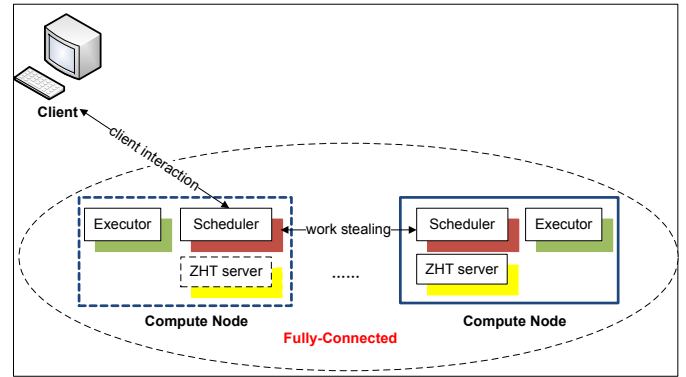 Client
client interaction
Executor
Scheduler
work stealing
Scheduler
Executor
ZHT server
......
ZHT server
Compute Node
Compute Node
Fully-Connected